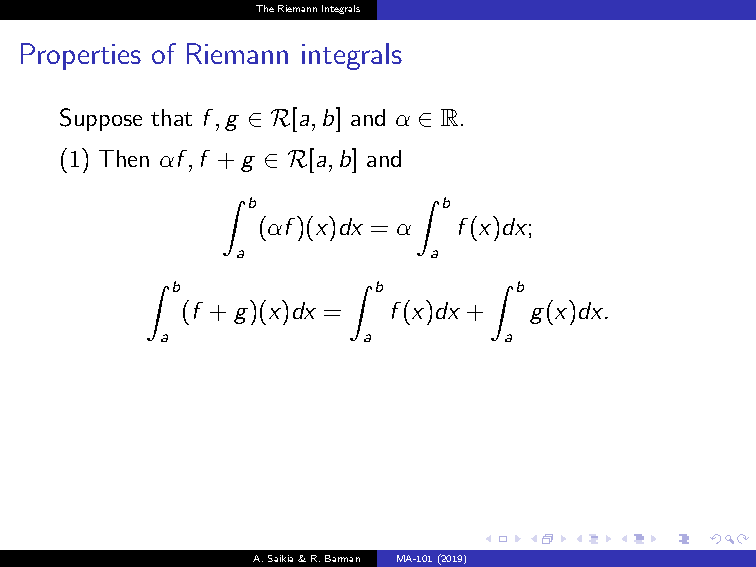 The Riemann Integrals
Properties of Riemann integrals
Suppose that f, g ∈ ℛ[a, b] and α ∈ ℝ.
(1) Then αf, f + g ∈ ℛ[a, b] and
∫_a^b (αf)(x)dx = α ∫_a^b f(x)dx;
∫_a^b (f + g)(x)dx = ∫_a^b f(x)dx + ∫_a^b g(x)dx.
A. Saikia & R. Barman MA-101 (2019)